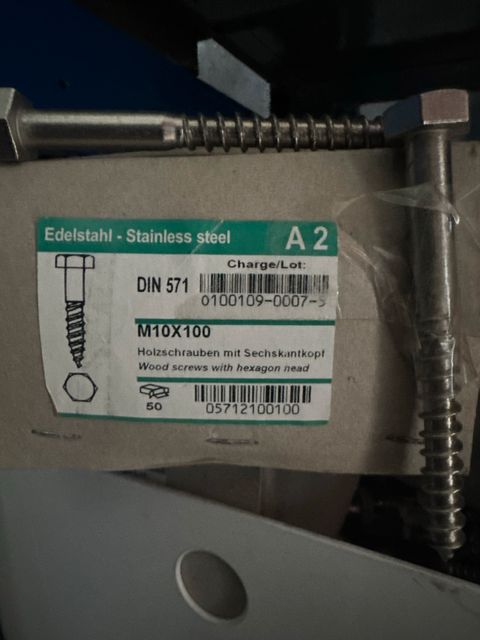 Edelstahl - Stainless steel A 2
Charge/Lot:
DIN 571
0100109-0007-
M10X100
Holzschrauben mit Sechskantkopf
Wood screws with hexagon head
50
05712100100